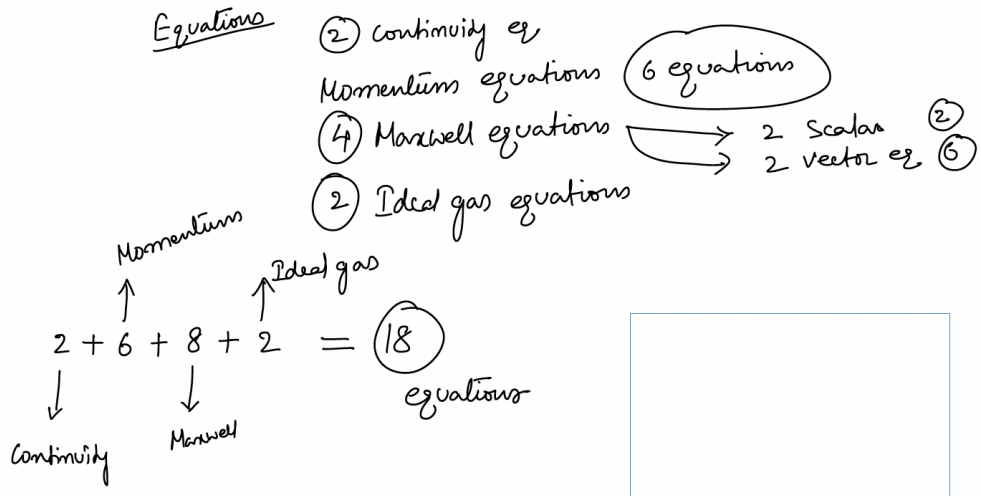 Equations
② Continuity eq
Momentum equations 6 equations
④ Maxwell equations → 2 Scalar ②
→ 2 vector eq ⑥
② Ideal gas equations
Momentum
Ideal gas
2 + 6 + 8 + 2 = 18
equations
Continuity
Maxwell